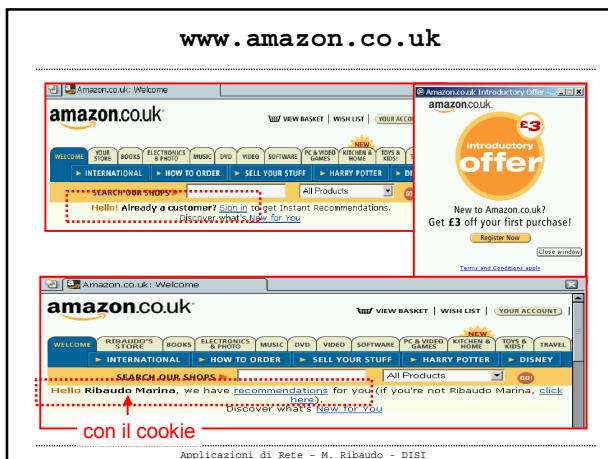 www.amazon.co.uk
Amazon.co.uk: Welcome
amazon.co.uk
VIEW BASKET | WISH LIST | YOUR ACCOU
WELCOME YOUR STORE BOOKS ELECTRONICS & PHOTO MUSIC DVD VIDEO SOFTWARE PC & VIDEO GAMES NEW KITCHEN & HOME TOYS & KIDS! T
INTERNATIONAL HOW TO ORDER SELL YOUR STUFF HARRY POTTER DI
SEARCH OUR SHOPS All Products GO
Hello! Already a customer? Sign in to get Instant Recommendations.
Discover what's New for You
Amazon.co.uk Introductory Offer -...
amazon.co.uk
£3
introductory
offer
New to Amazon.co.uk?
Get £3 off your first purchase!
Register Now
Close window
Terms and Conditions apply
Amazon.co.uk: Welcome
amazon.co.uk
VIEW BASKET | WISH LIST | YOUR ACCOUNT |
WELCOME RIBAUDO'S STORE BOOKS ELECTRONICS & PHOTO MUSIC DVD VIDEO SOFTWARE PC & VIDEO GAMES NEW KITCHEN & HOME TOYS & KIDS! TRAVEL
INTERNATIONAL HOW TO ORDER SELL YOUR STUFF HARRY POTTER DISNEY
SEARCH OUR SHOPS All Products GO!
Hello Ribaudo Marina, we have recommendations for you (if you're not Ribaudo Marina, click
here).
Discover what's New for You
con il cookie
Applicazioni di Rete - M. Ribaudo - DISI